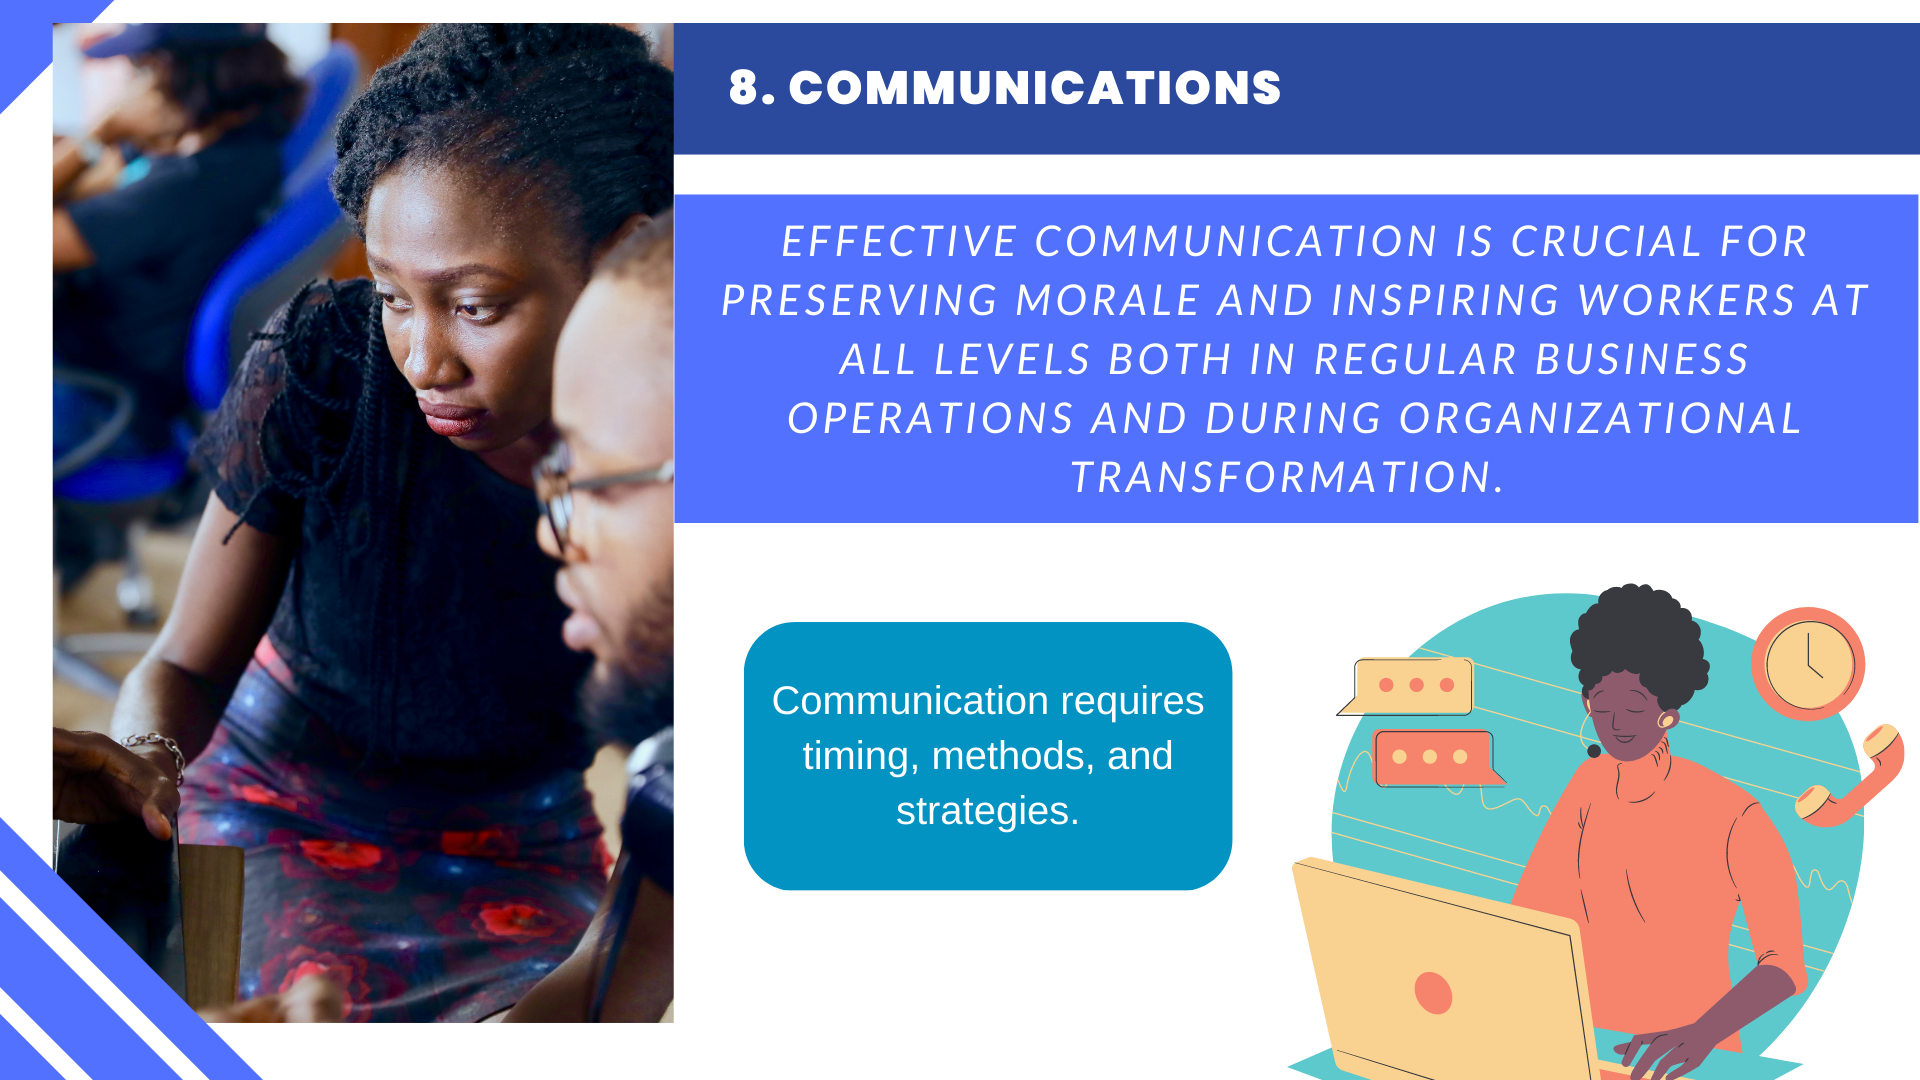 8. COMMUNICATIONS
EFFECTIVE COMMUNICATION IS CRUCIAL FOR
PRESERVING MORALE AND INSPIRING WORKERS AT
ALL LEVELS BOTH IN REGULAR BUSINESS
OPERATIONS AND DURING ORGANIZATIONAL
TRANSFORMATION.
Communication requires
timing, methods, and
strategies.